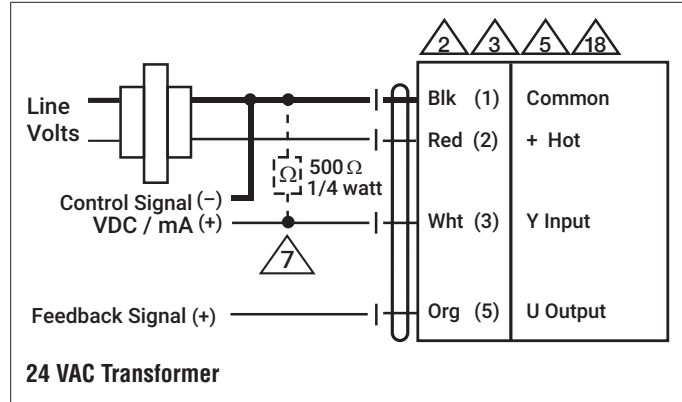 2 3 5 18
Line
Volts
Blk (1) Common
Red (2) + Hot
Ω 500 Ω
1/4 watt
Control Signal (–)
VDC / mA (+)
Wht (3) Y Input
7
Feedback Signal (+)
Org (5) U Output
24 VAC Transformer